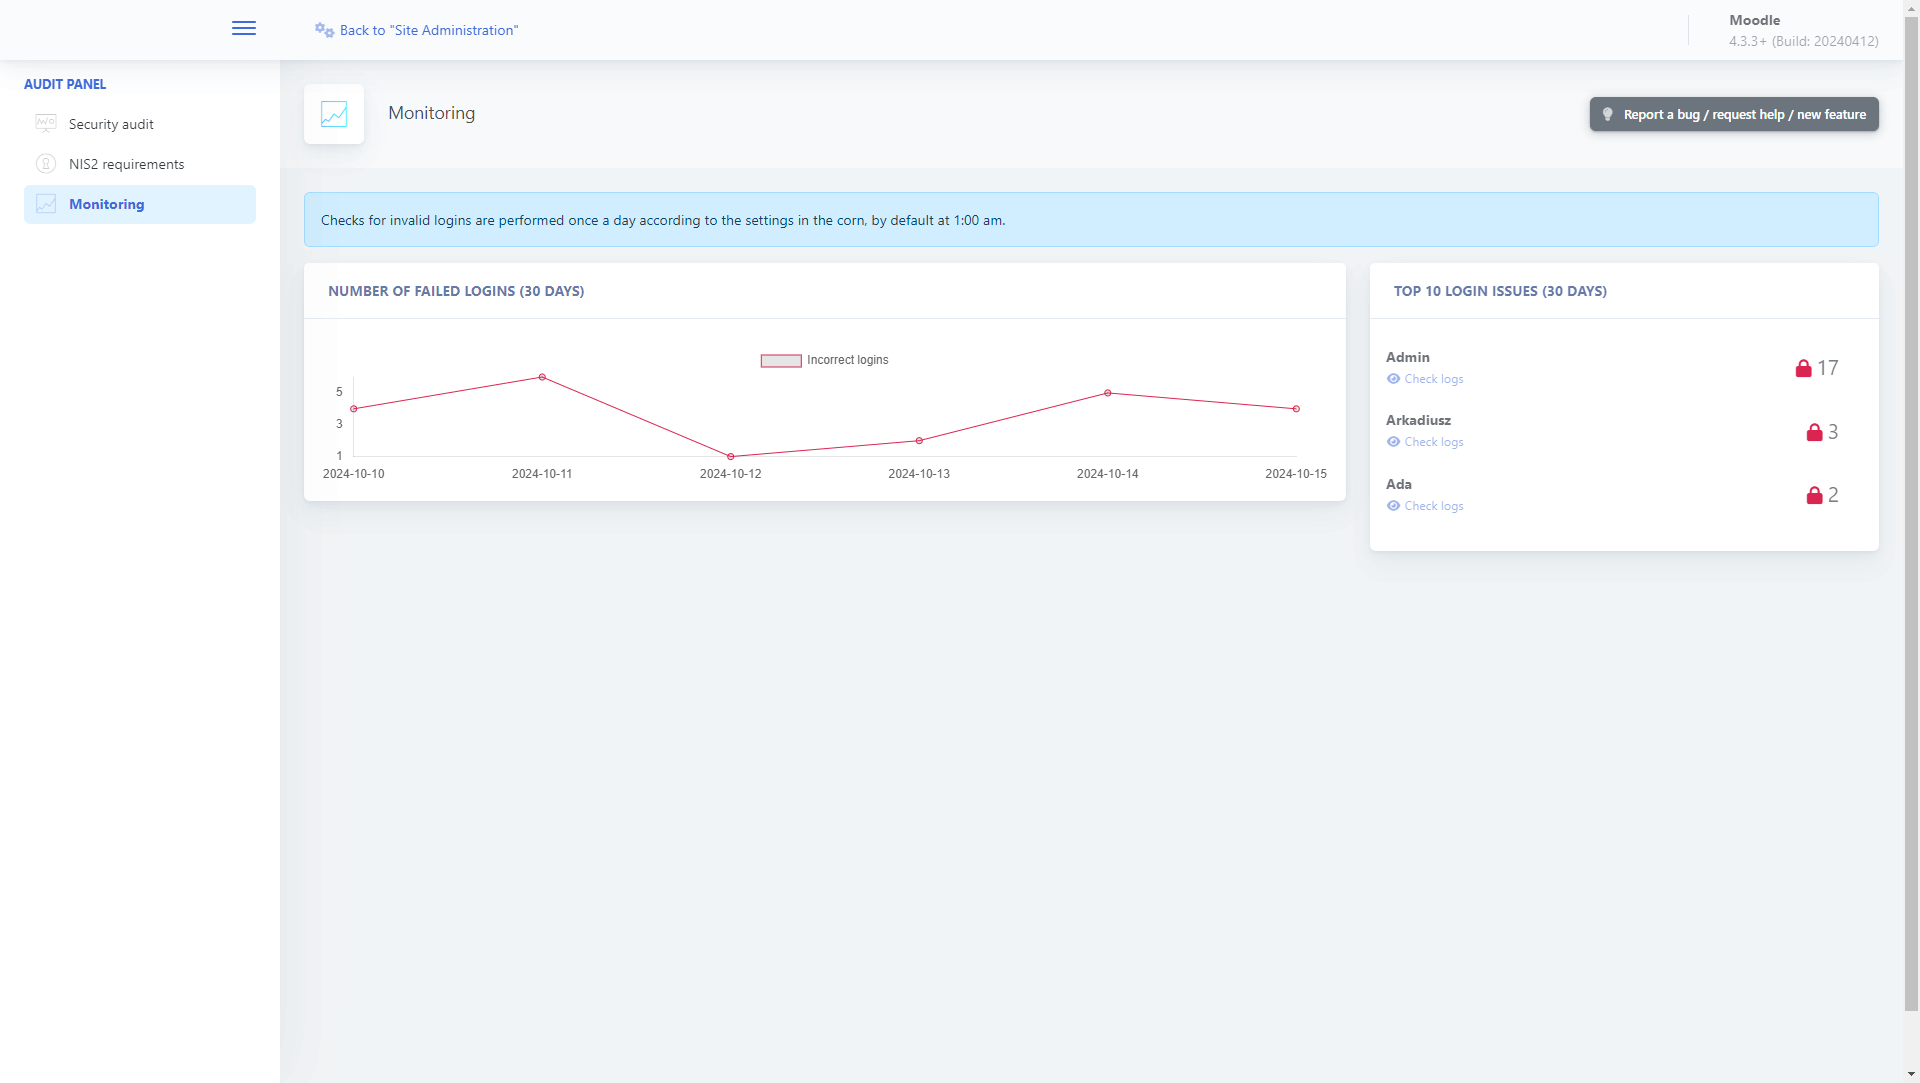 Back to "Site Administration"
Moodle
4.3.3+ (Build: 20240412)
AUDIT PANEL
Security audit
NIS2 requirements
Monitoring
Monitoring
Report a bug / request help / new feature
Checks for invalid logins are performed once a day according to the settings in the corn, by default at 1:00 am.
NUMBER OF FAILED LOGINS (30 DAYS)
Incorrect logins
5
3
1
2024-10-10 2024-10-11 2024-10-12 2024-10-13 2024-10-14 2024-10-15
TOP 10 LOGIN ISSUES (30 DAYS)
Admin
Check logs
17
Arkadiusz
Check logs
3
Ada
Check logs
2